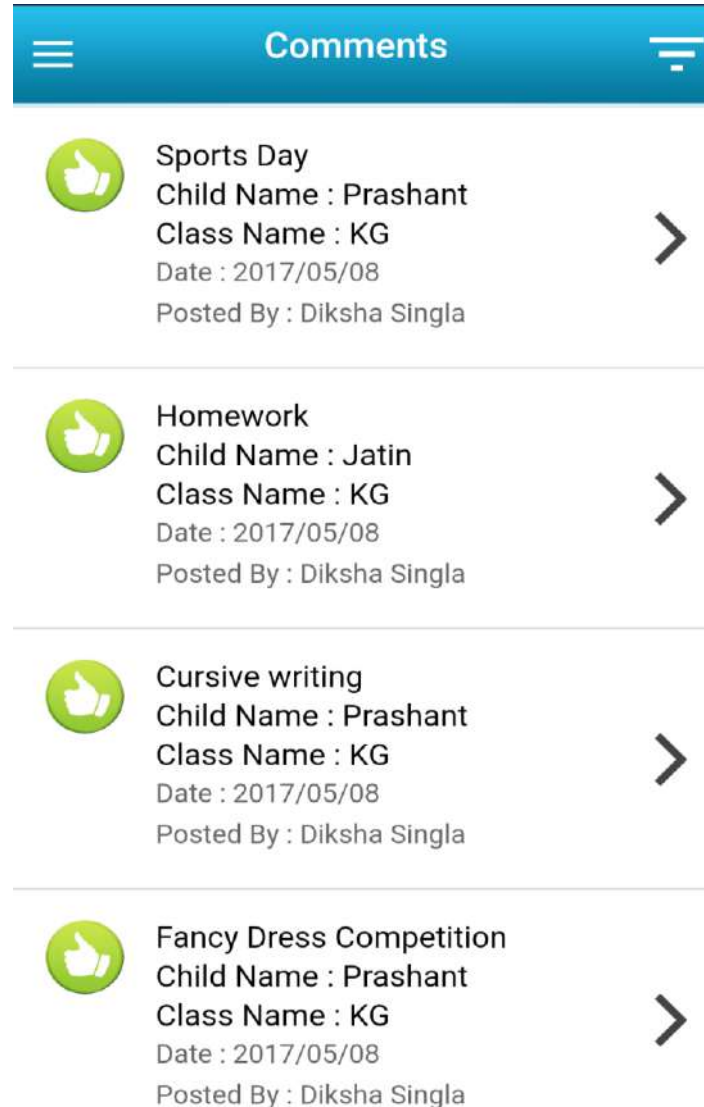 Comments
Sports Day
Child Name : Prashant
Class Name : KG
Date : 2017/05/08
Posted By : Diksha Singla
Homework
Child Name : Jatin
Class Name : KG
Date : 2017/05/08
Posted By : Diksha Singla
Cursive writing
Child Name : Prashant
Class Name : KG
Date : 2017/05/08
Posted By : Diksha Singla
Fancy Dress Competition
Child Name : Prashant
Class Name : KG
Date : 2017/05/08
Posted By : Diksha Singla